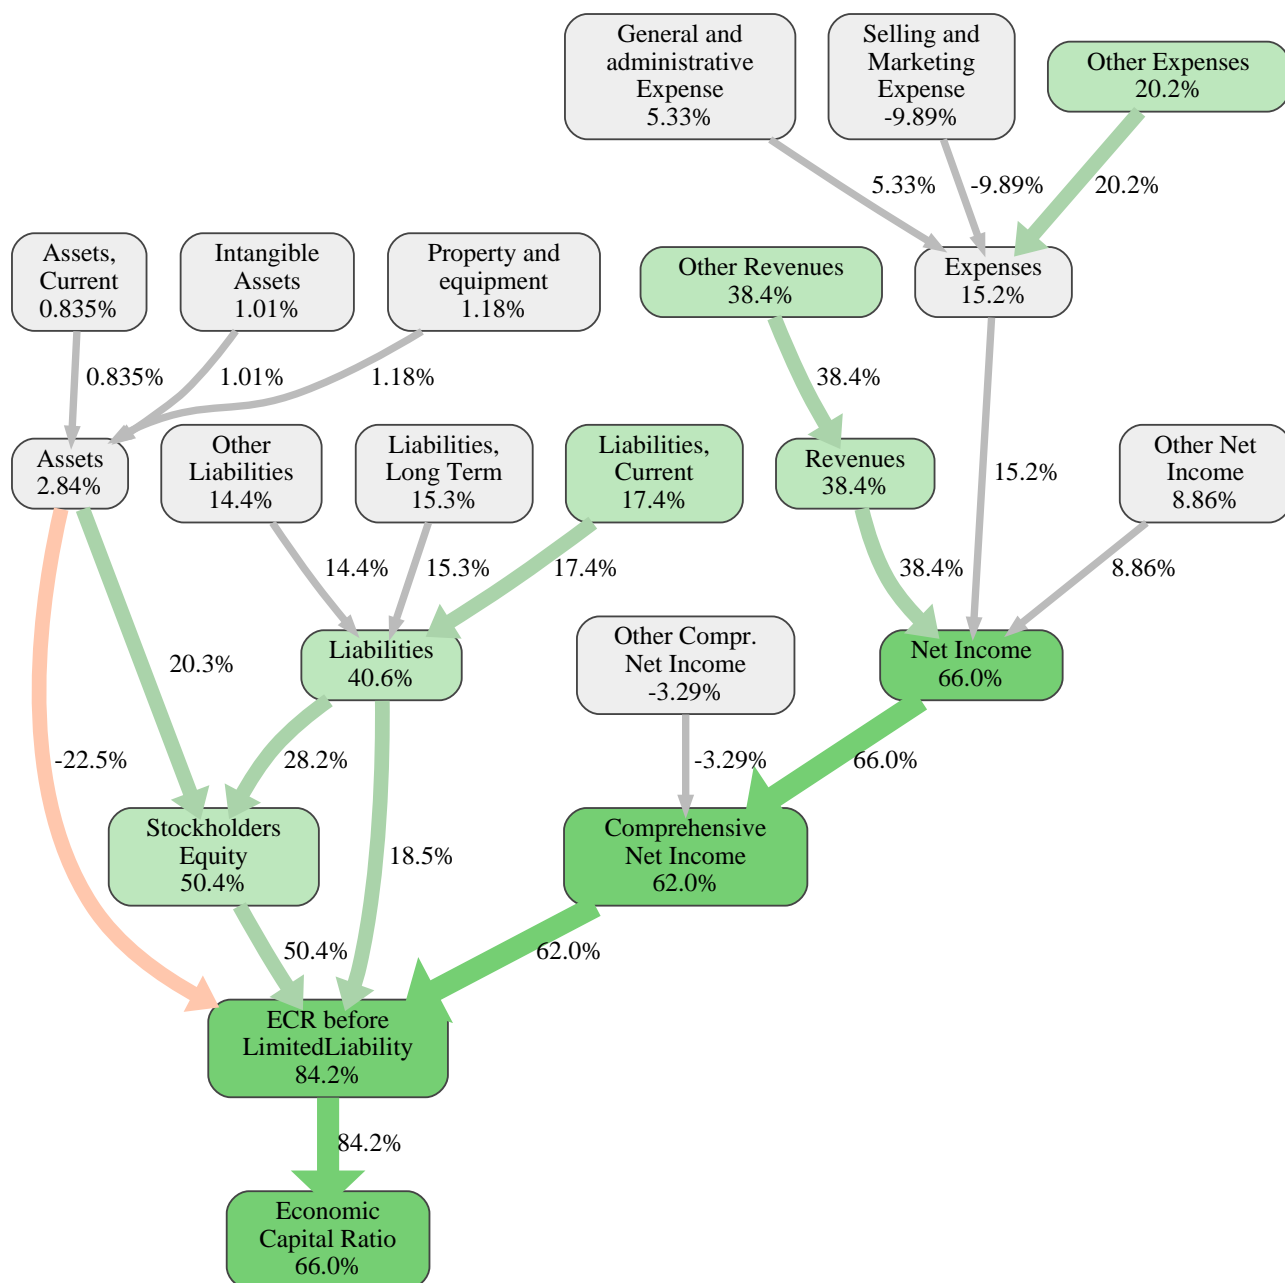 General and
administrative
Expense
5.33%
Selling and
Marketing
Expense
-9.89%
Other Expenses
20.2%
5.33%
-9.89%
20.2%
Assets,
Current
0.835%
Intangible
Assets
1.01%
Property and
equipment
1.18%
Other Revenues
38.4%
Expenses
15.2%
0.835%
1.01%
1.18%
38.4%
Assets
2.84%
Other
Liabilities
14.4%
Liabilities,
Long Term
15.3%
Liabilities,
Current
17.4%
Revenues
38.4%
15.2%
Other Net
Income
8.86%
14.4%
15.3%
17.4%
38.4%
8.86%
20.3%
Liabilities
40.6%
Other Compr.
Net Income
-3.29%
Net Income
66.0%
-22.5%
28.2%
-3.29%
66.0%
Stockholders
Equity
50.4%
18.5%
Comprehensive
Net Income
62.0%
50.4%
62.0%
ECR before
LimitedLiability
84.2%
84.2%
Economic
Capital Ratio
66.0%